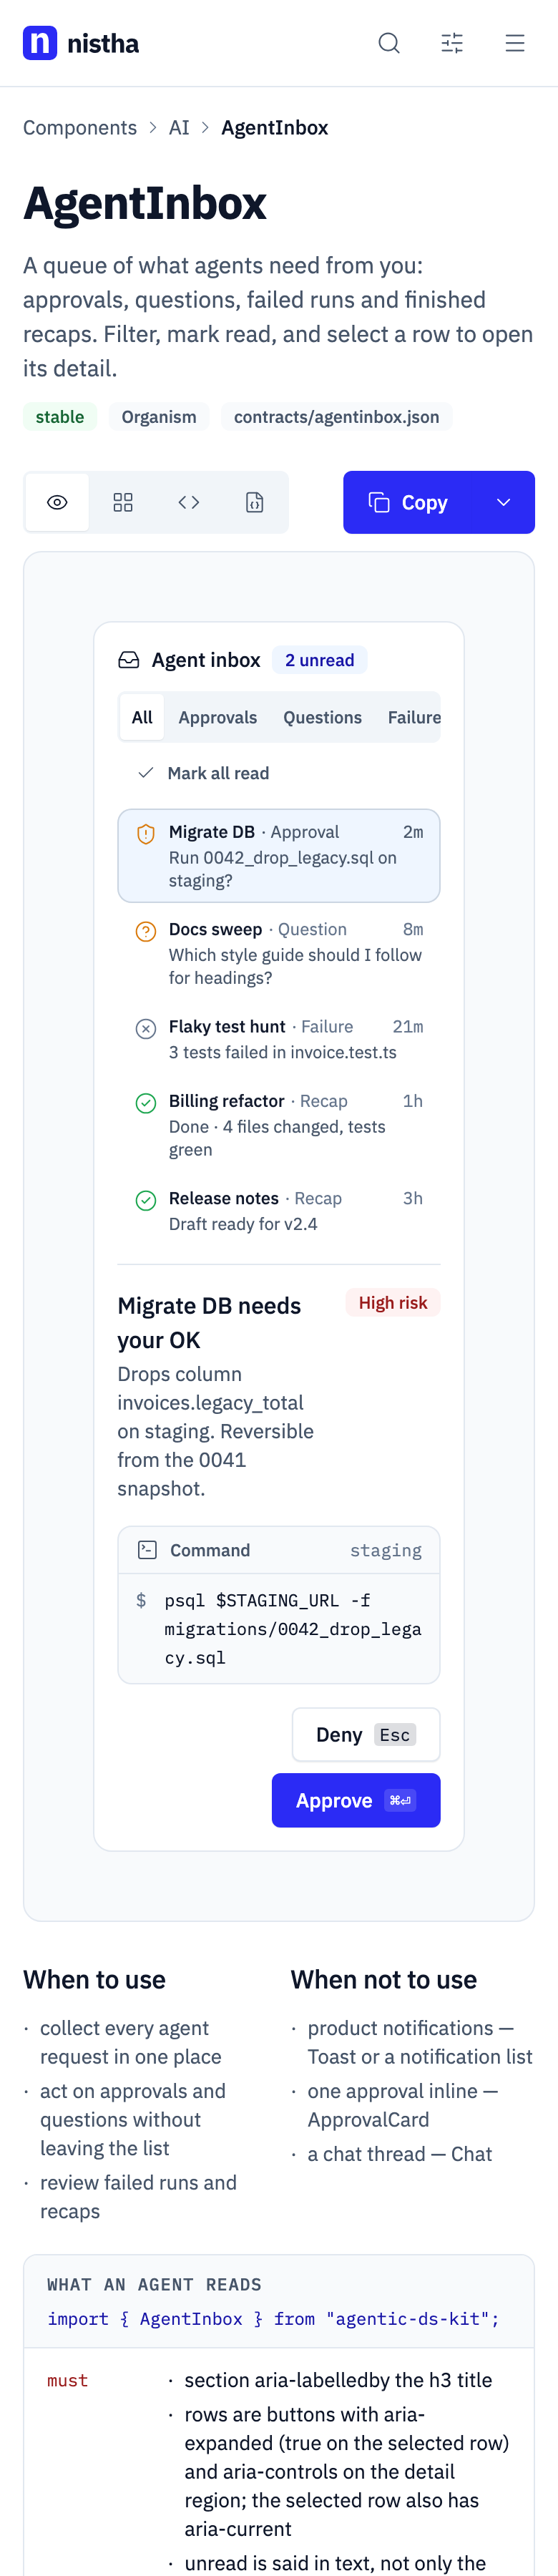 n nistha
Components > AI > AgentInbox
AgentInbox
A queue of what agents need from you:
approvals, questions, failed runs and finished
recaps. Filter, mark read, and select a row to open
its detail.
stable Organism contracts/agentinbox.json
Copy
Agent inbox 2 unread
All Approvals Questions Failure
Mark all read
Migrate DB · Approval 2m
Run 0042_drop_legacy.sql on
staging?
Docs sweep · Question 8m
Which style guide should I follow
for headings?
Flaky test hunt · Failure 21m
3 tests failed in invoice.test.ts
Billing refactor · Recap 1h
Done · 4 files changed, tests
green
Release notes · Recap 3h
Draft ready for v2.4
Migrate DB needs High risk
your OK
Drops column
invoices.legacy_total
on staging. Reversible
from the 0041
snapshot.
Command staging
$ psql $STAGING_URL -f
migrations/0042_drop_lega
cy.sql
Deny Esc
Approve ⌘⏎
When to use
· collect every agent
request in one place
· act on approvals and
questions without
leaving the list
· review failed runs and
recaps
When not to use
· product notifications —
Toast or a notification list
· one approval inline —
ApprovalCard
· a chat thread — Chat
WHAT AN AGENT READS
import { AgentInbox } from "agentic-ds-kit";
must · section aria-labelledby the h3 title
· rows are buttons with aria-
expanded (true on the selected row)
and aria-controls on the detail
region; the selected row also has
aria-current
· unread is said in text, not only the